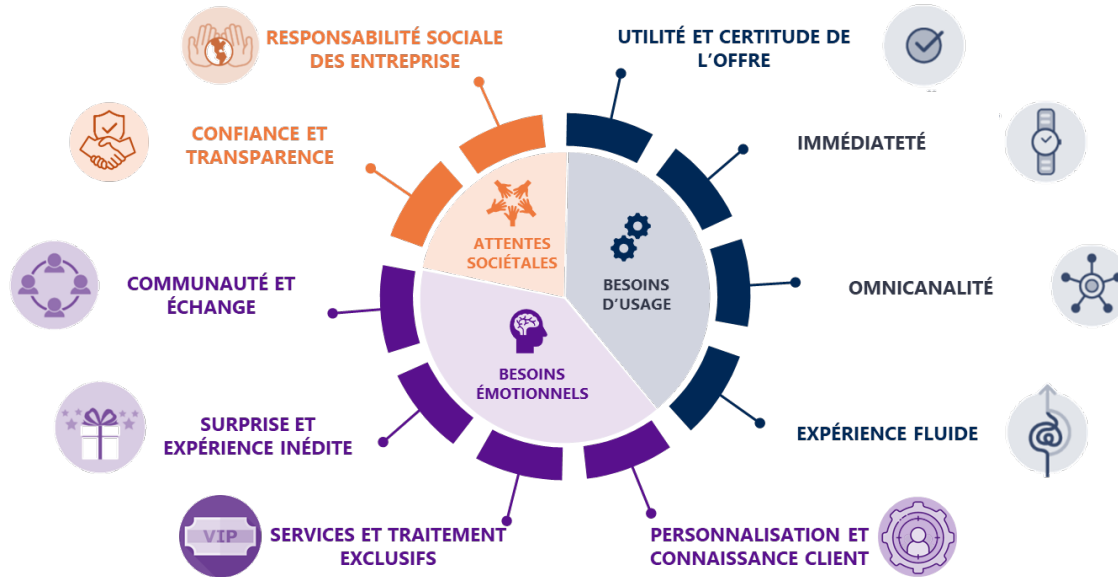 RESPONSABILITÉ SOCIALE
DES ENTREPRISE
UTILITÉ ET CERTITUDE DE
L'OFFRE
CONFIANCE ET
TRANSPARENCE
IMMÉDIATETÉ
ATTENTES
SOCIÉTALES
BESOINS
D'USAGE
COMMUNAUTÉ ET
ÉCHANGE
OMNICANALITÉ
BESOINS
ÉMOTIONNELS
SURPRISE ET
EXPÉRIENCE INÉDITE
EXPÉRIENCE FLUIDE
VIP
SERVICES ET TRAITEMENT
EXCLUSIFS
PERSONNALISATION ET
CONNAISSANCE CLIENT